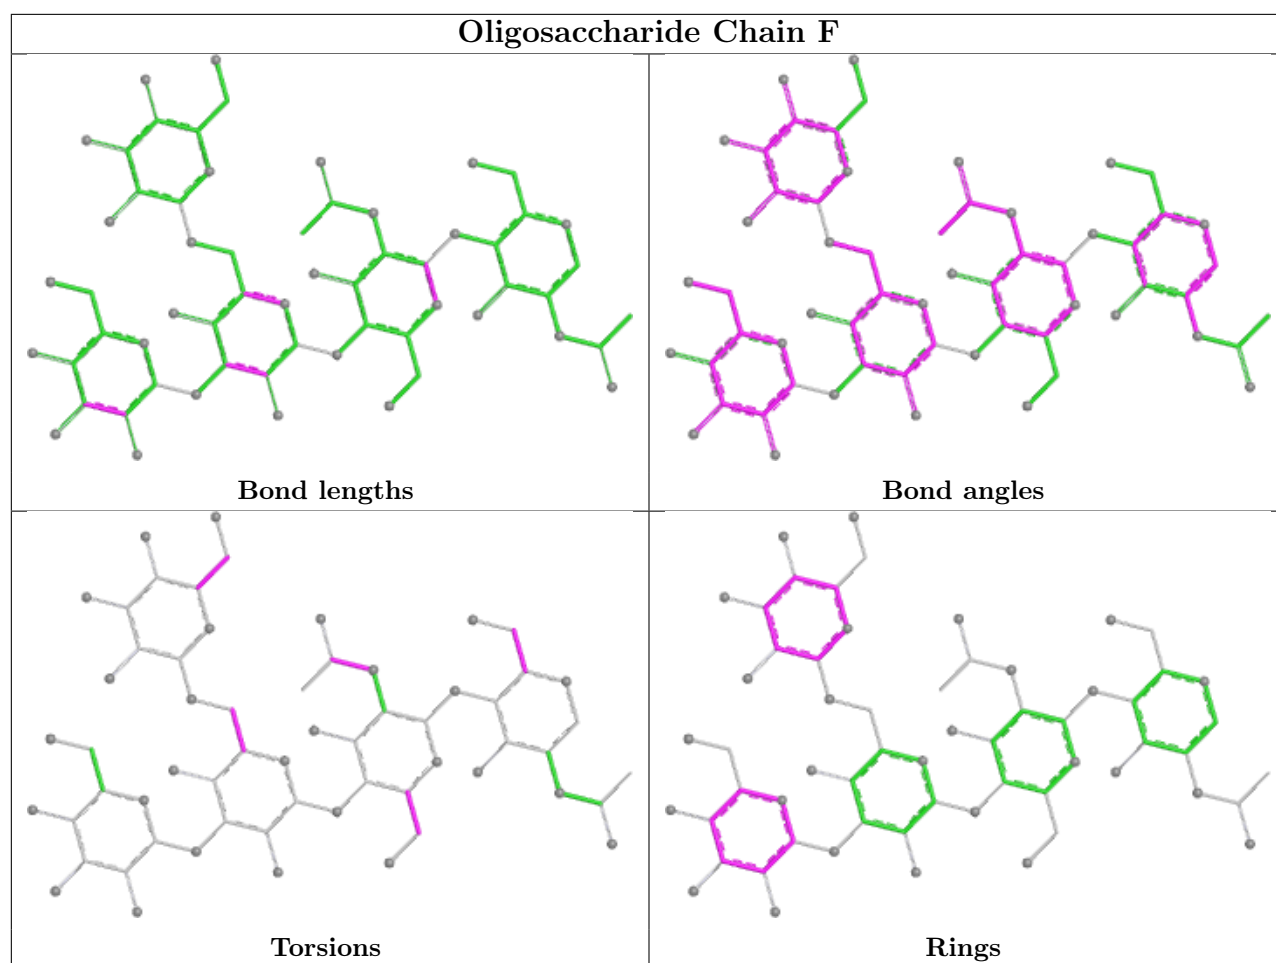 Oligosaccharide Chain F
Bond lengths
Bond angles
Torsions
Rings